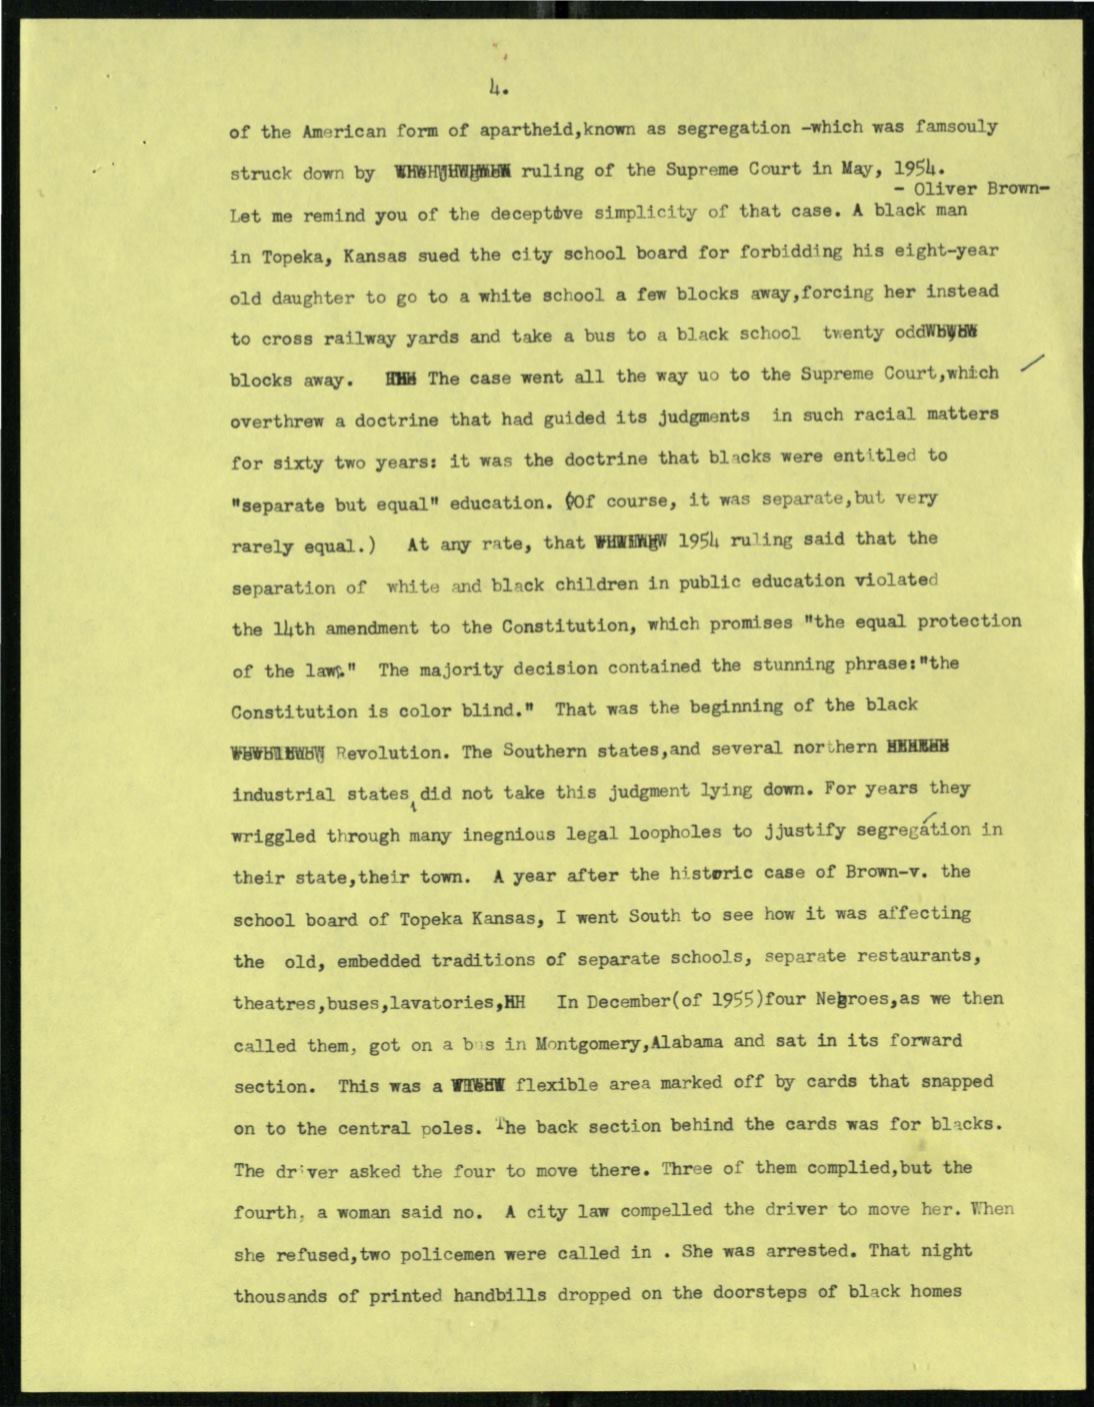 4.
of the American form of apartheid,known as segregation -which was famsouly
struck down by ruling of the Supreme Court in May, 1954.
- Oliver Brown-
Let me remind you of the deceptive simplicity of that case. A black man
in Topeka, Kansas sued the city school board for forbidding his eight-year
old daughter to go to a white school a few blocks away,forcing her instead
to cross railway yards and take a bus to a black school twenty odd
blocks away. The case went all the way uo to the Supreme Court,which
overthrew a doctrine that had guided its judgments in such racial matters
for sixty two years: it was the doctrine that blacks were entitled to
"separate but equal" education. (Of course, it was separate,but very
rarely equal.) At any rate, that 1954 ruling said that the
separation of white and black children in public education violated
the 14th amendment to the Constitution, which promises "the equal protection
of the law." The majority decision contained the stunning phrase:"the
Constitution is color blind." That was the beginning of the black
Revolution. The Southern states,and several northern
industrial states, did not take this judgment lying down. For years they
wriggled through many inegnious legal loopholes to jjustify segregation in
their state,their town. A year after the historic case of Brown-v. the
school board of Topeka Kansas, I went South to see how it was affecting
the old, embedded traditions of separate schools, separate restaurants,
theatres,buses,lavatories, In December(of 1955)four Negroes,as we then
called them, got on a bus in Montgomery,Alabama and sat in its forward
section. This was a flexible area marked off by cards that snapped
on to the central poles. The back section behind the cards was for blacks.
The driver asked the four to move there. Three of them complied,but the
fourth, a woman said no. A city law compelled the driver to move her. When
she refused,two policemen were called in . She was arrested. That night
thousands of printed handbills dropped on the doorsteps of black homes